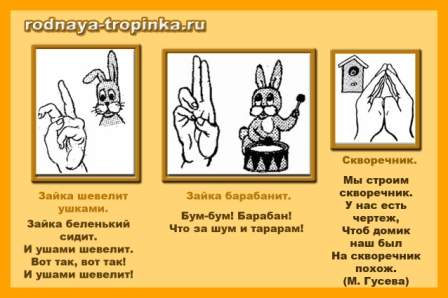 rodnaya-tropinka.ru
Зайка шевелит
ушками.
Зайка беленький
сидит.
И ушами шевелит.
Вот так, вот так!
И ушами шевелит!
Зайка барабанит.
Бум-бум! Барабан!
Что за шум и тарарам!
Скворечник.
Мы строим
скворечник.
У нас есть
чертеж,
Чтоб домик
наш был
На скворечник
похож.
(М. Гусева)